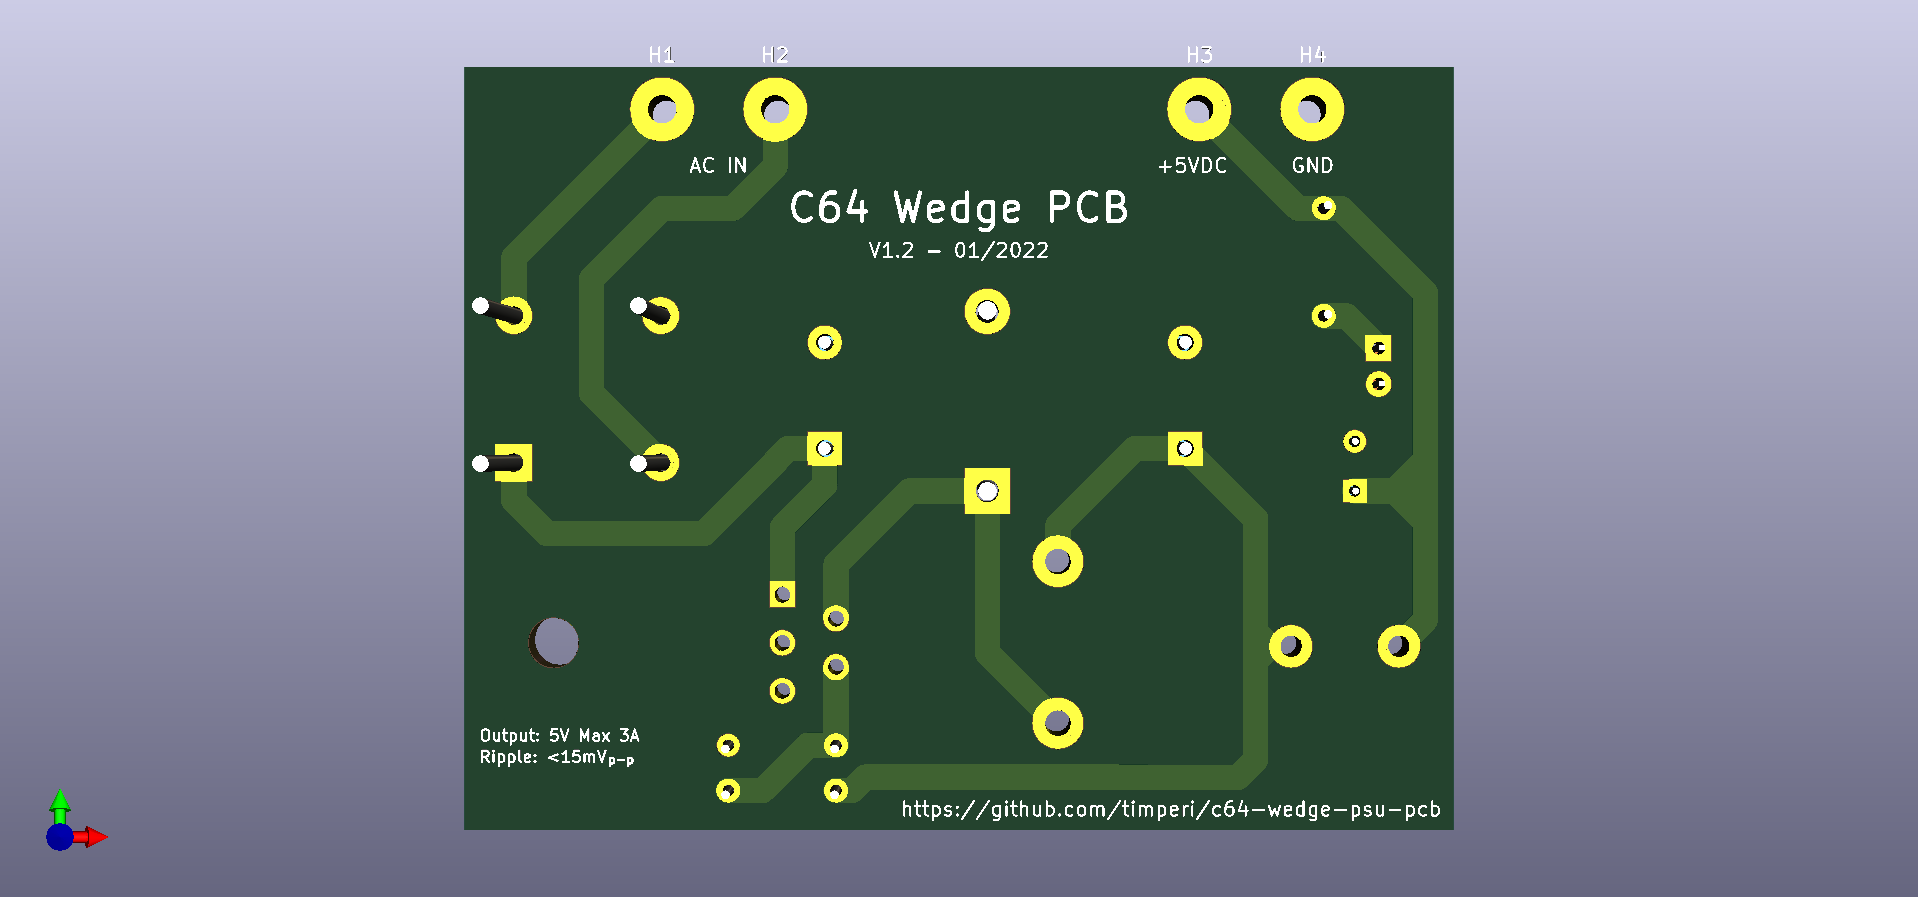 H1 H2 H3 H4
AC IN +5VDC GND
C64 Wedge PCB
V1.2 - 01/2022
Output: 5V Max 3A
Ripple: <15mVp-p
https://github.com/timperi/c64-wedge-psu-pcb